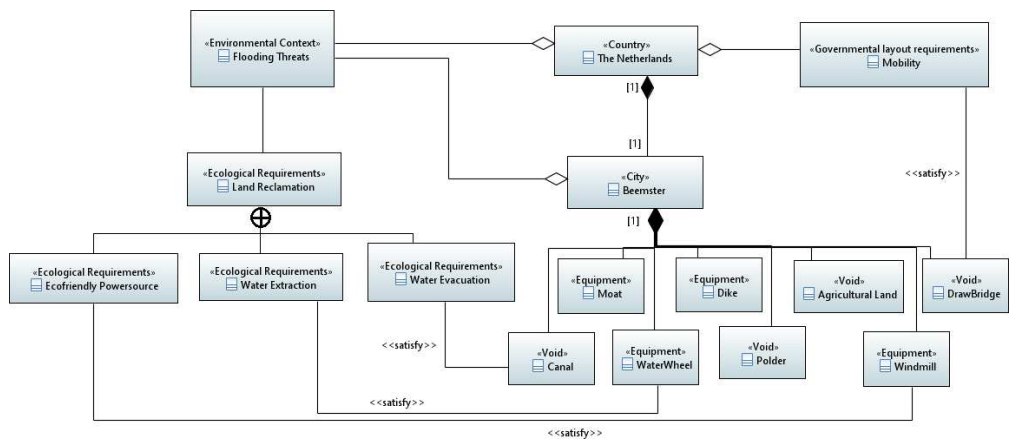 «Environmental Context»
Flooding Threats
«Country»
The Netherlands
«Governmental layout requirements»
Mobility
[1]
[1]
«Ecological Requirements»
Land Reclamation
«City»
Beemster
<<satisfy>>
[1]
«Ecological Requirements»
Ecofriendly Powersource
«Ecological Requirements»
Water Extraction
«Ecological Requirements»
Water Evacuation
«Equipment»
Moat
«Equipment»
Dike
«Void»
Agricultural Land
«Void»
DrawBridge
<<satisfy>>
«Void»
Canal
«Equipment»
WaterWheel
«Void»
Polder
«Equipment»
Windmill
<<satisfy>>
<<satisfy>>